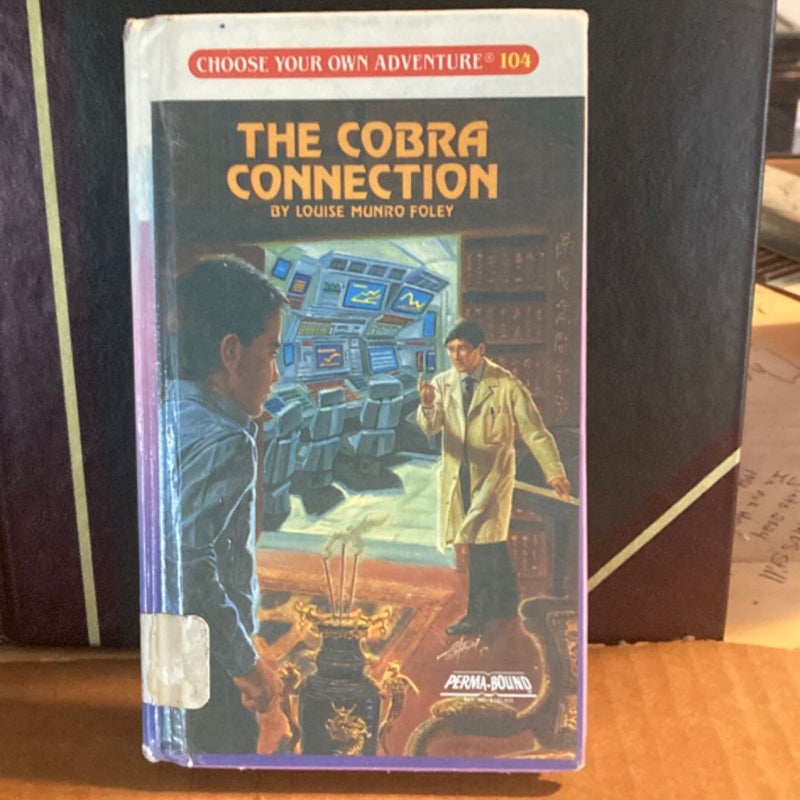 CHOOSE YOUR OWN ADVENTURE® 104
THE COBRA
CONNECTION
BY LOUISE MUNRO FOLEY
PERMA-BOUND